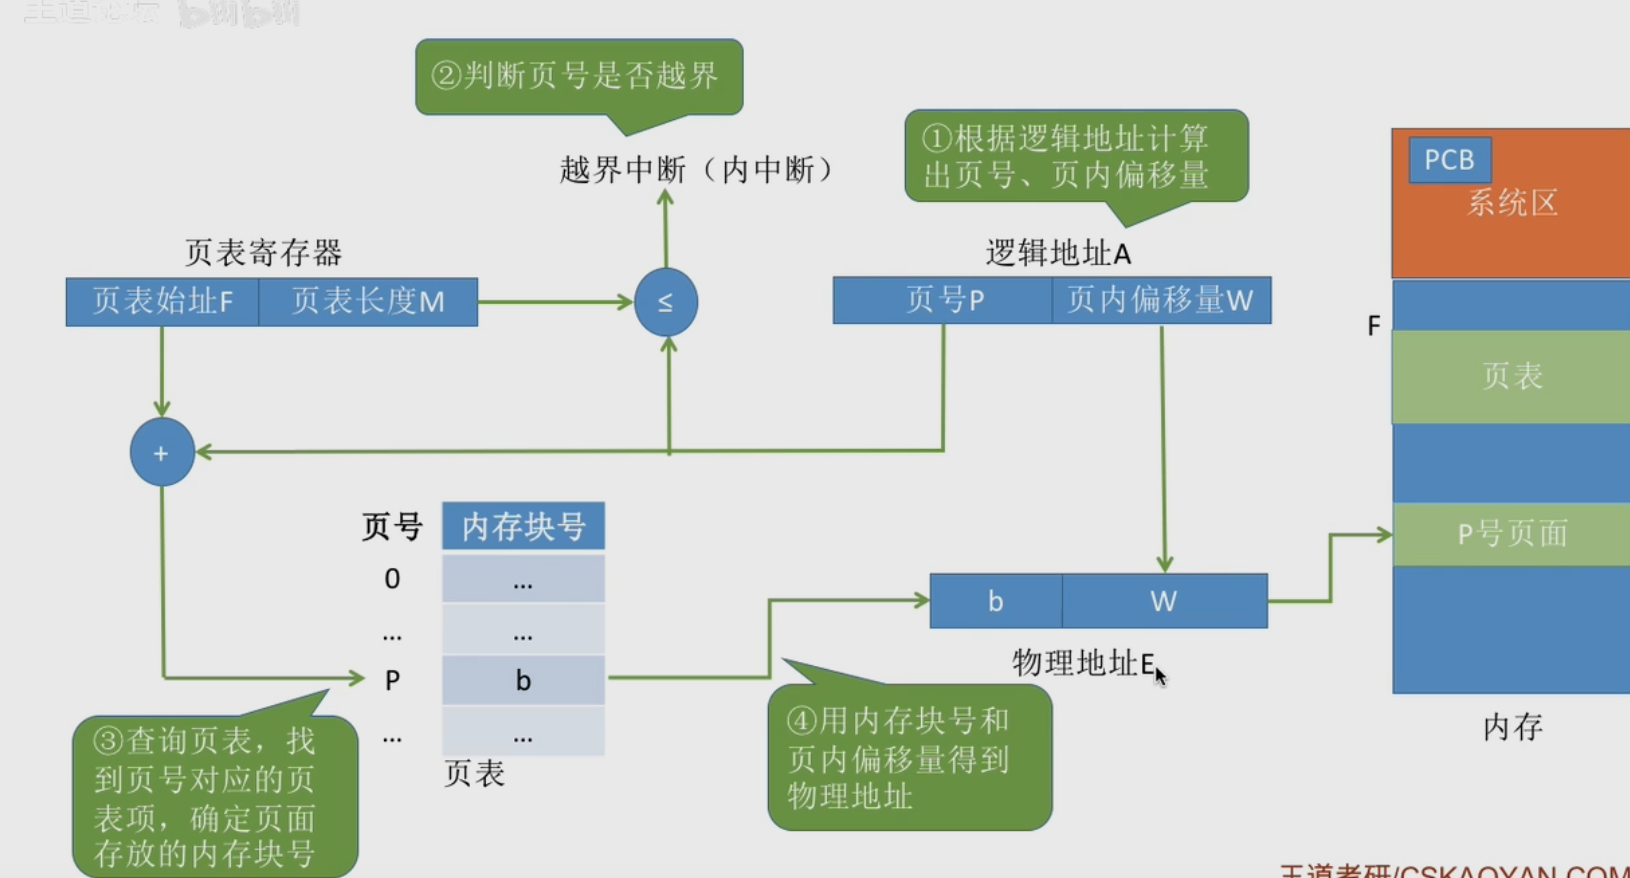 ②判断页号是否越界
越界中断（内中断）
①根据逻辑地址计算
出页号、页内偏移量
PCB
系统区
页表寄存器
页表始址F
页表长度M
≤
逻辑地址A
页号P
页内偏移量W
F
页表
+
P号页面
页号
内存块号
0
...
...
...
P
b
...
...
页表
b
W
物理地址E
内存
③查询页表，找
到页号对应的页
表项，确定页面
存放的内存块号
④用内存块号和
页内偏移量得到
物理地址
王道考研/CSKAOYAN.COM